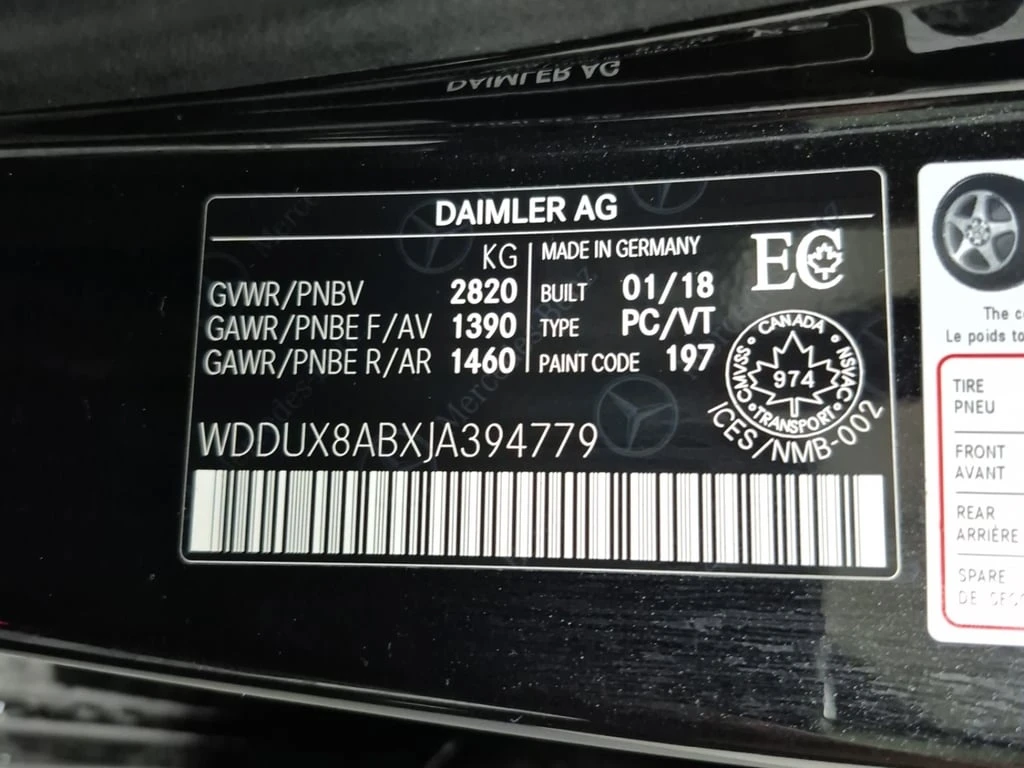 DAIMLER AG
DAIMLER AG
KG
GVWR/PNBV 2820
GAWR/PNBE F/AV 1390
GAWR/PNBE R/AR 1460
MADE IN GERMANY
BUILT 01/18
TYPE PC/VT
PAINT CODE 197
EC
CANADA
CMVSS • NSVAC
974
TRANSPORT
ICES/NMB-002
WDDUX8ABXJA394779
The
Le poids
TIRE
PNEU
FRONT
AVANT
REAR
ARRIÈRE
SPARE
DE